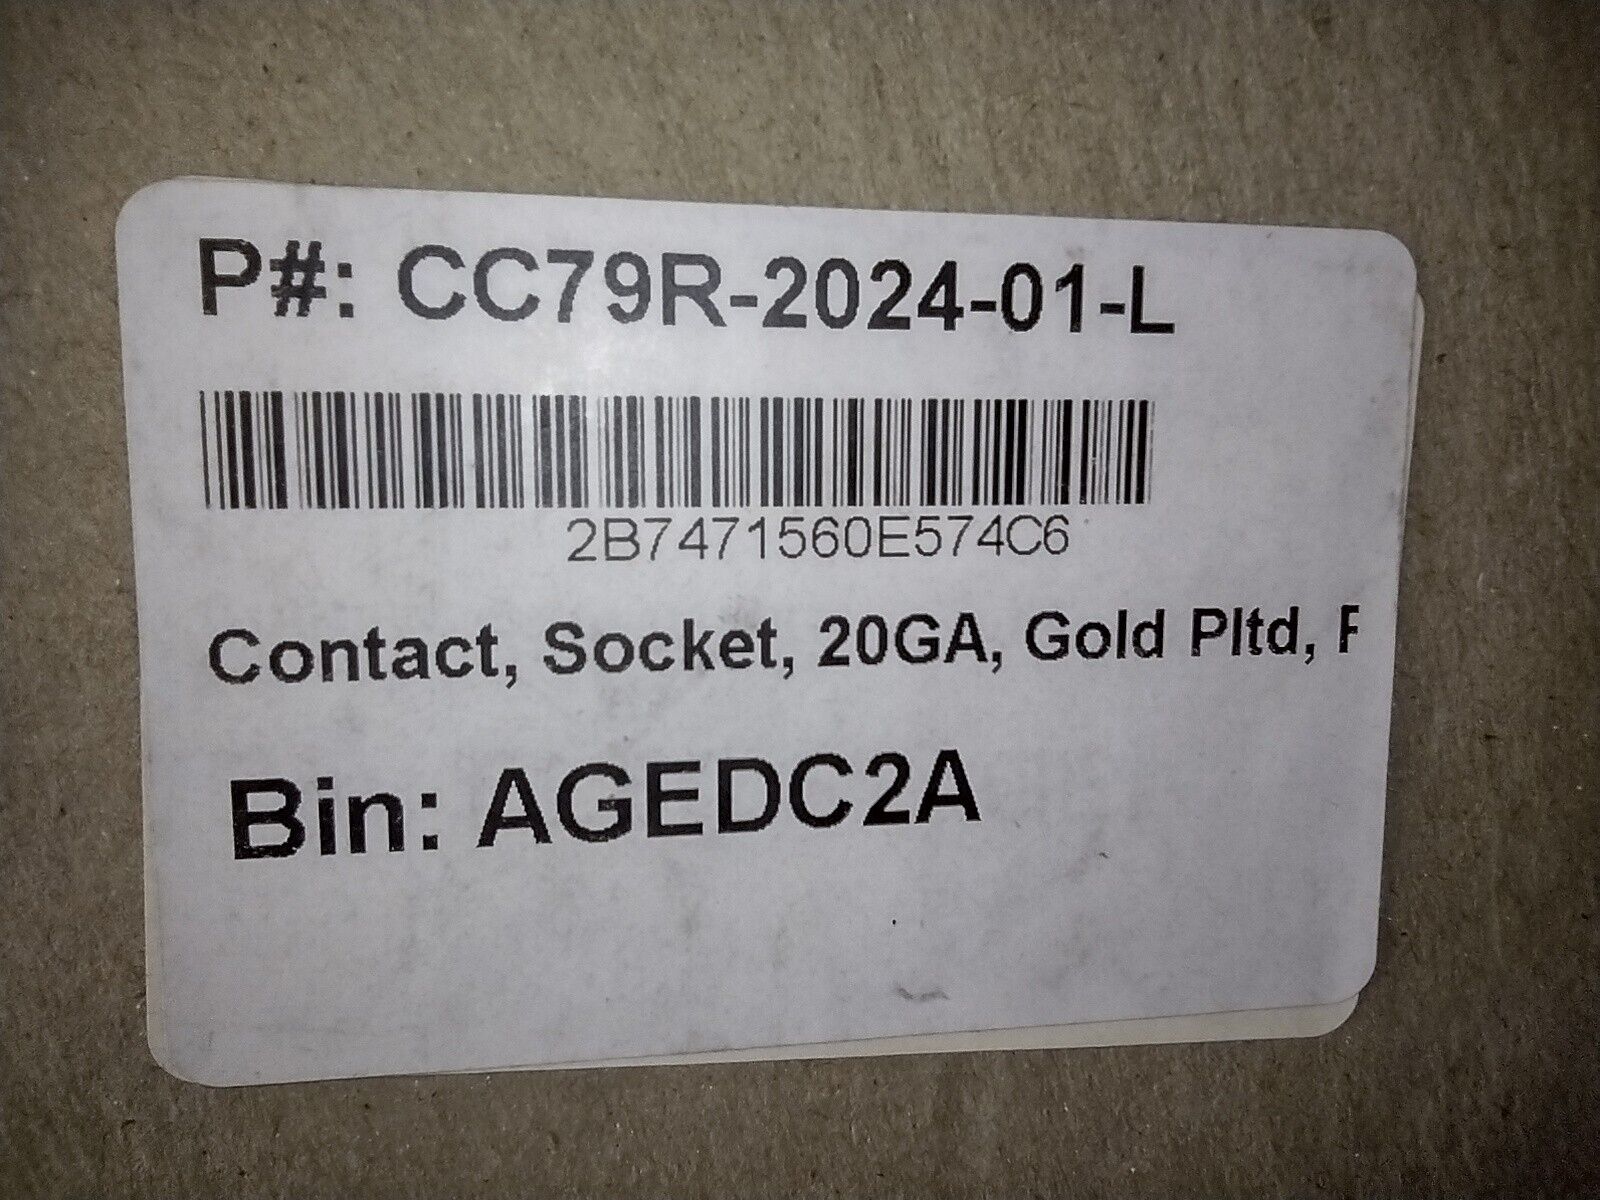 P#: CC79R-2024-01-L
2B7471560E574C6
Contact, Socket, 20GA, Gold Pltd,
Bin: AGEDC2A